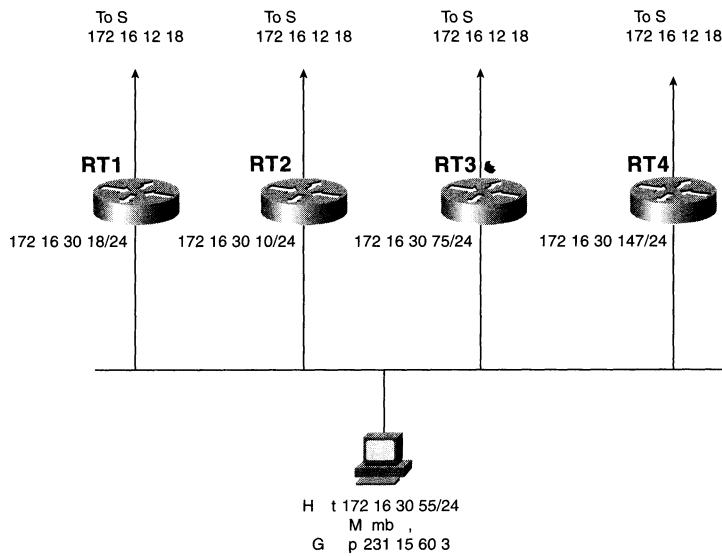 To S
172 16 12 18
To S
172 16 12 18
To S
172 16 12 18
To S
172 16 12 18
RT1
RT2
RT3
RT4
172 16 30 18/24
172 16 30 10/24
172 16 30 75/24
172 16 30 147/24
H t 172 16 30 55/24
M mb ,
G p 231 15 60 3